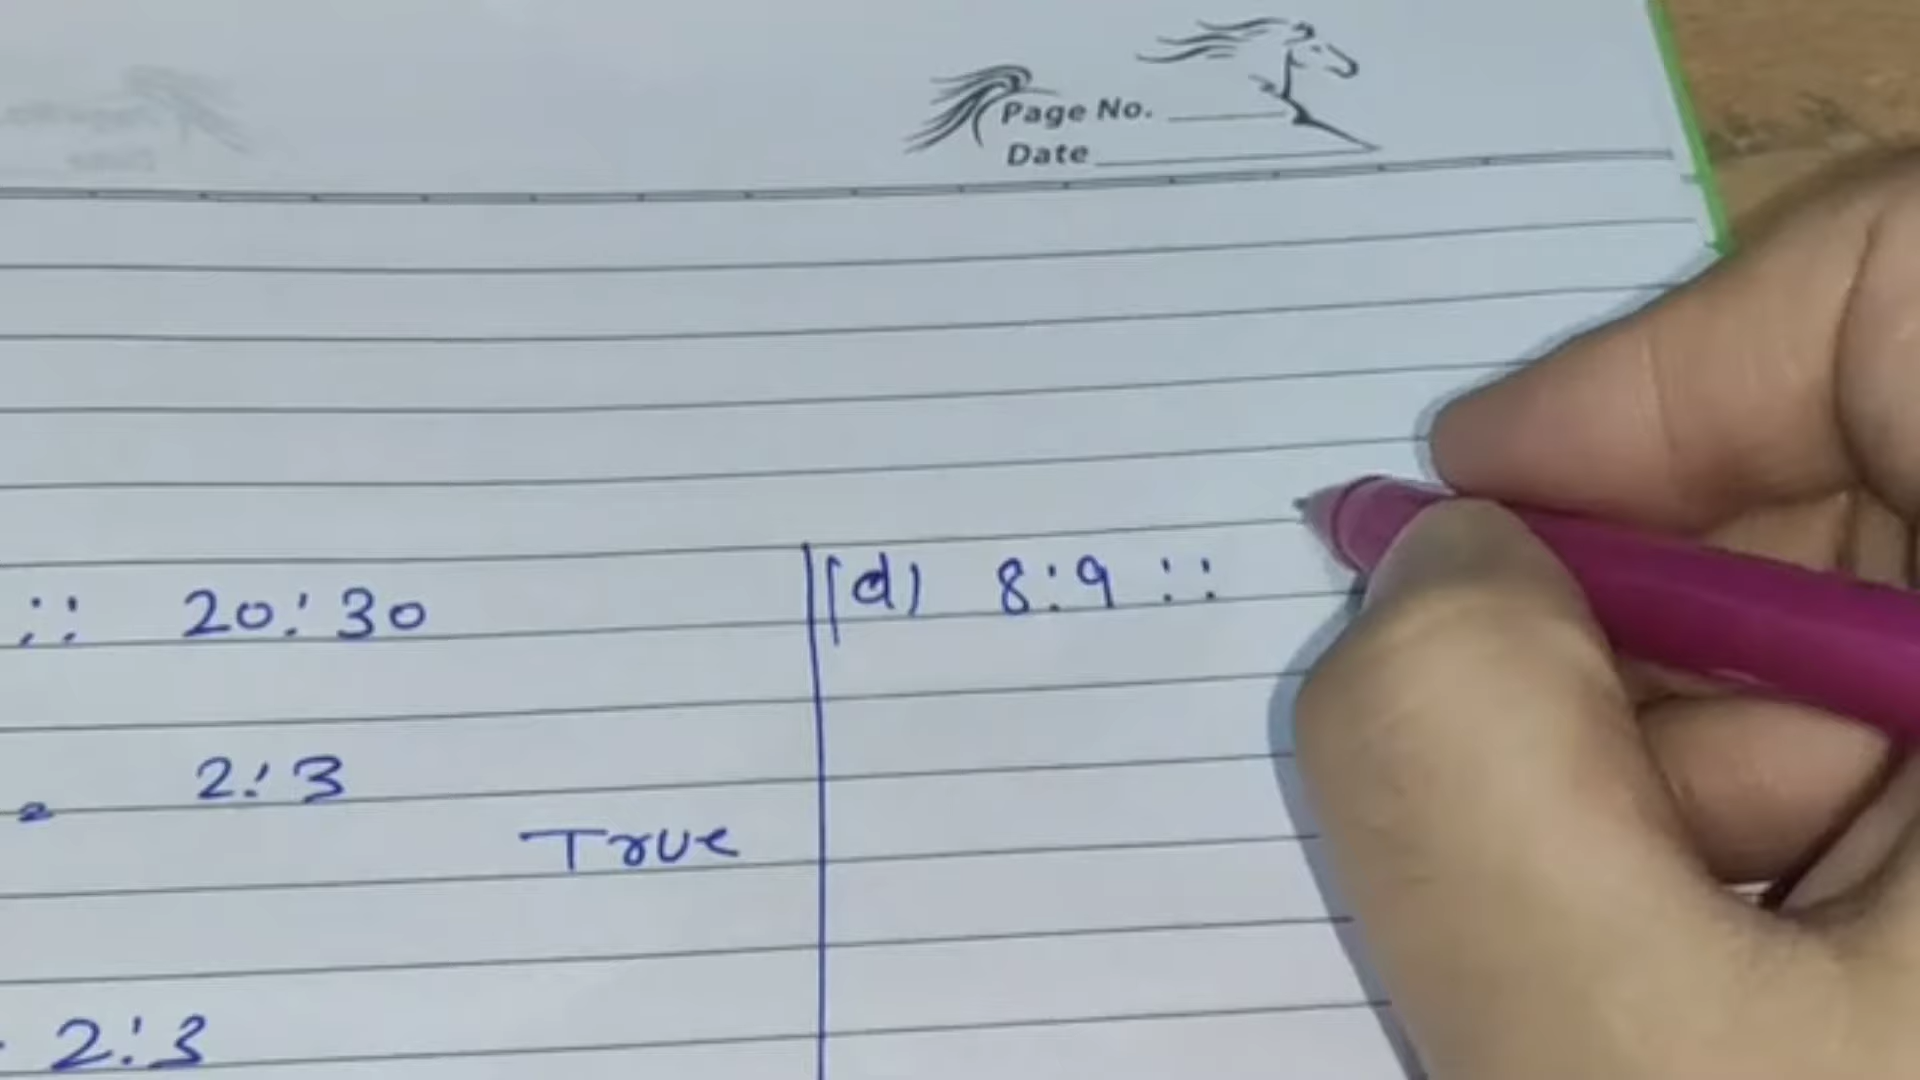 Page No.
Date
:: 20:30
(d) 8:9 ::
= 2:3
True
2:3